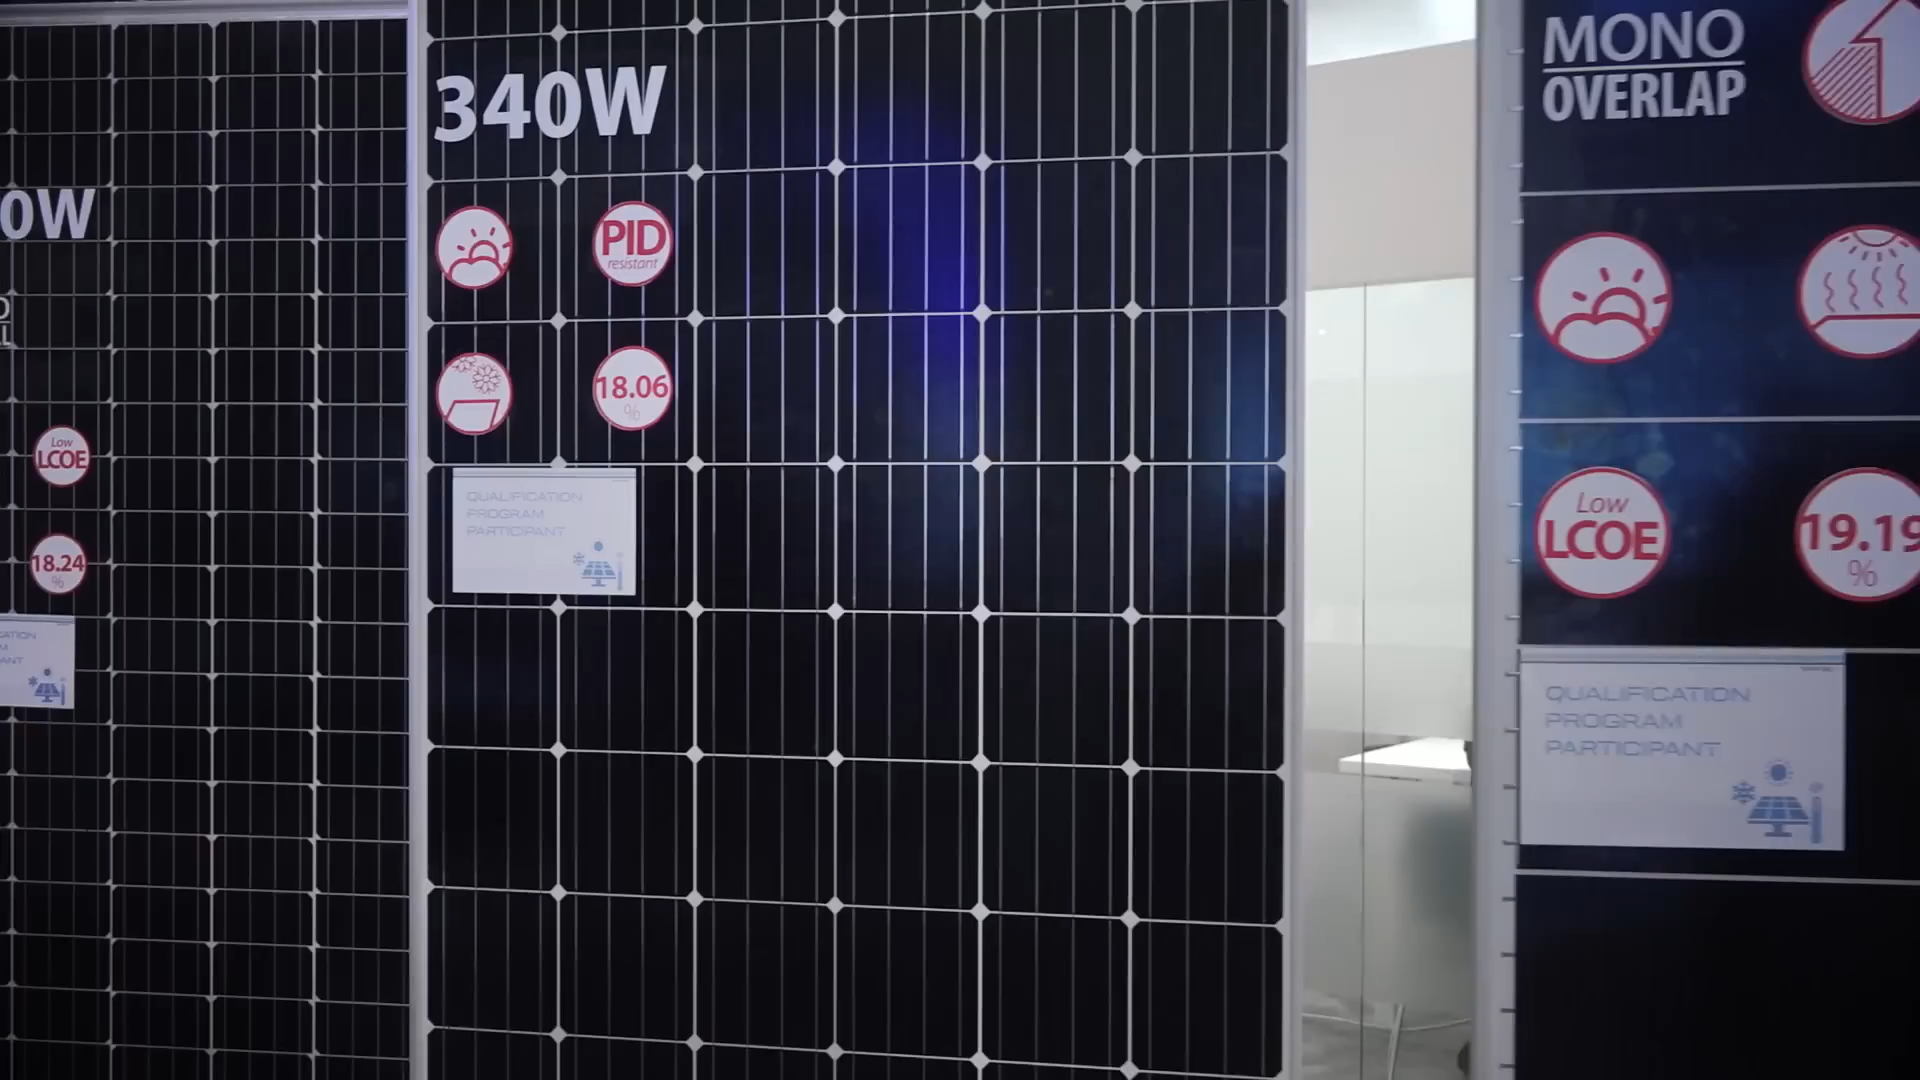 0W
Low
LCOE
18.24
%
340W
PID
resistant
18.06
%
QUALIFICATION
PROGRAM
PARTICIPANT
MONO
OVERLAP
Low
LCOE
19.19
%
QUALIFICATION
PROGRAM
PARTICIPANT